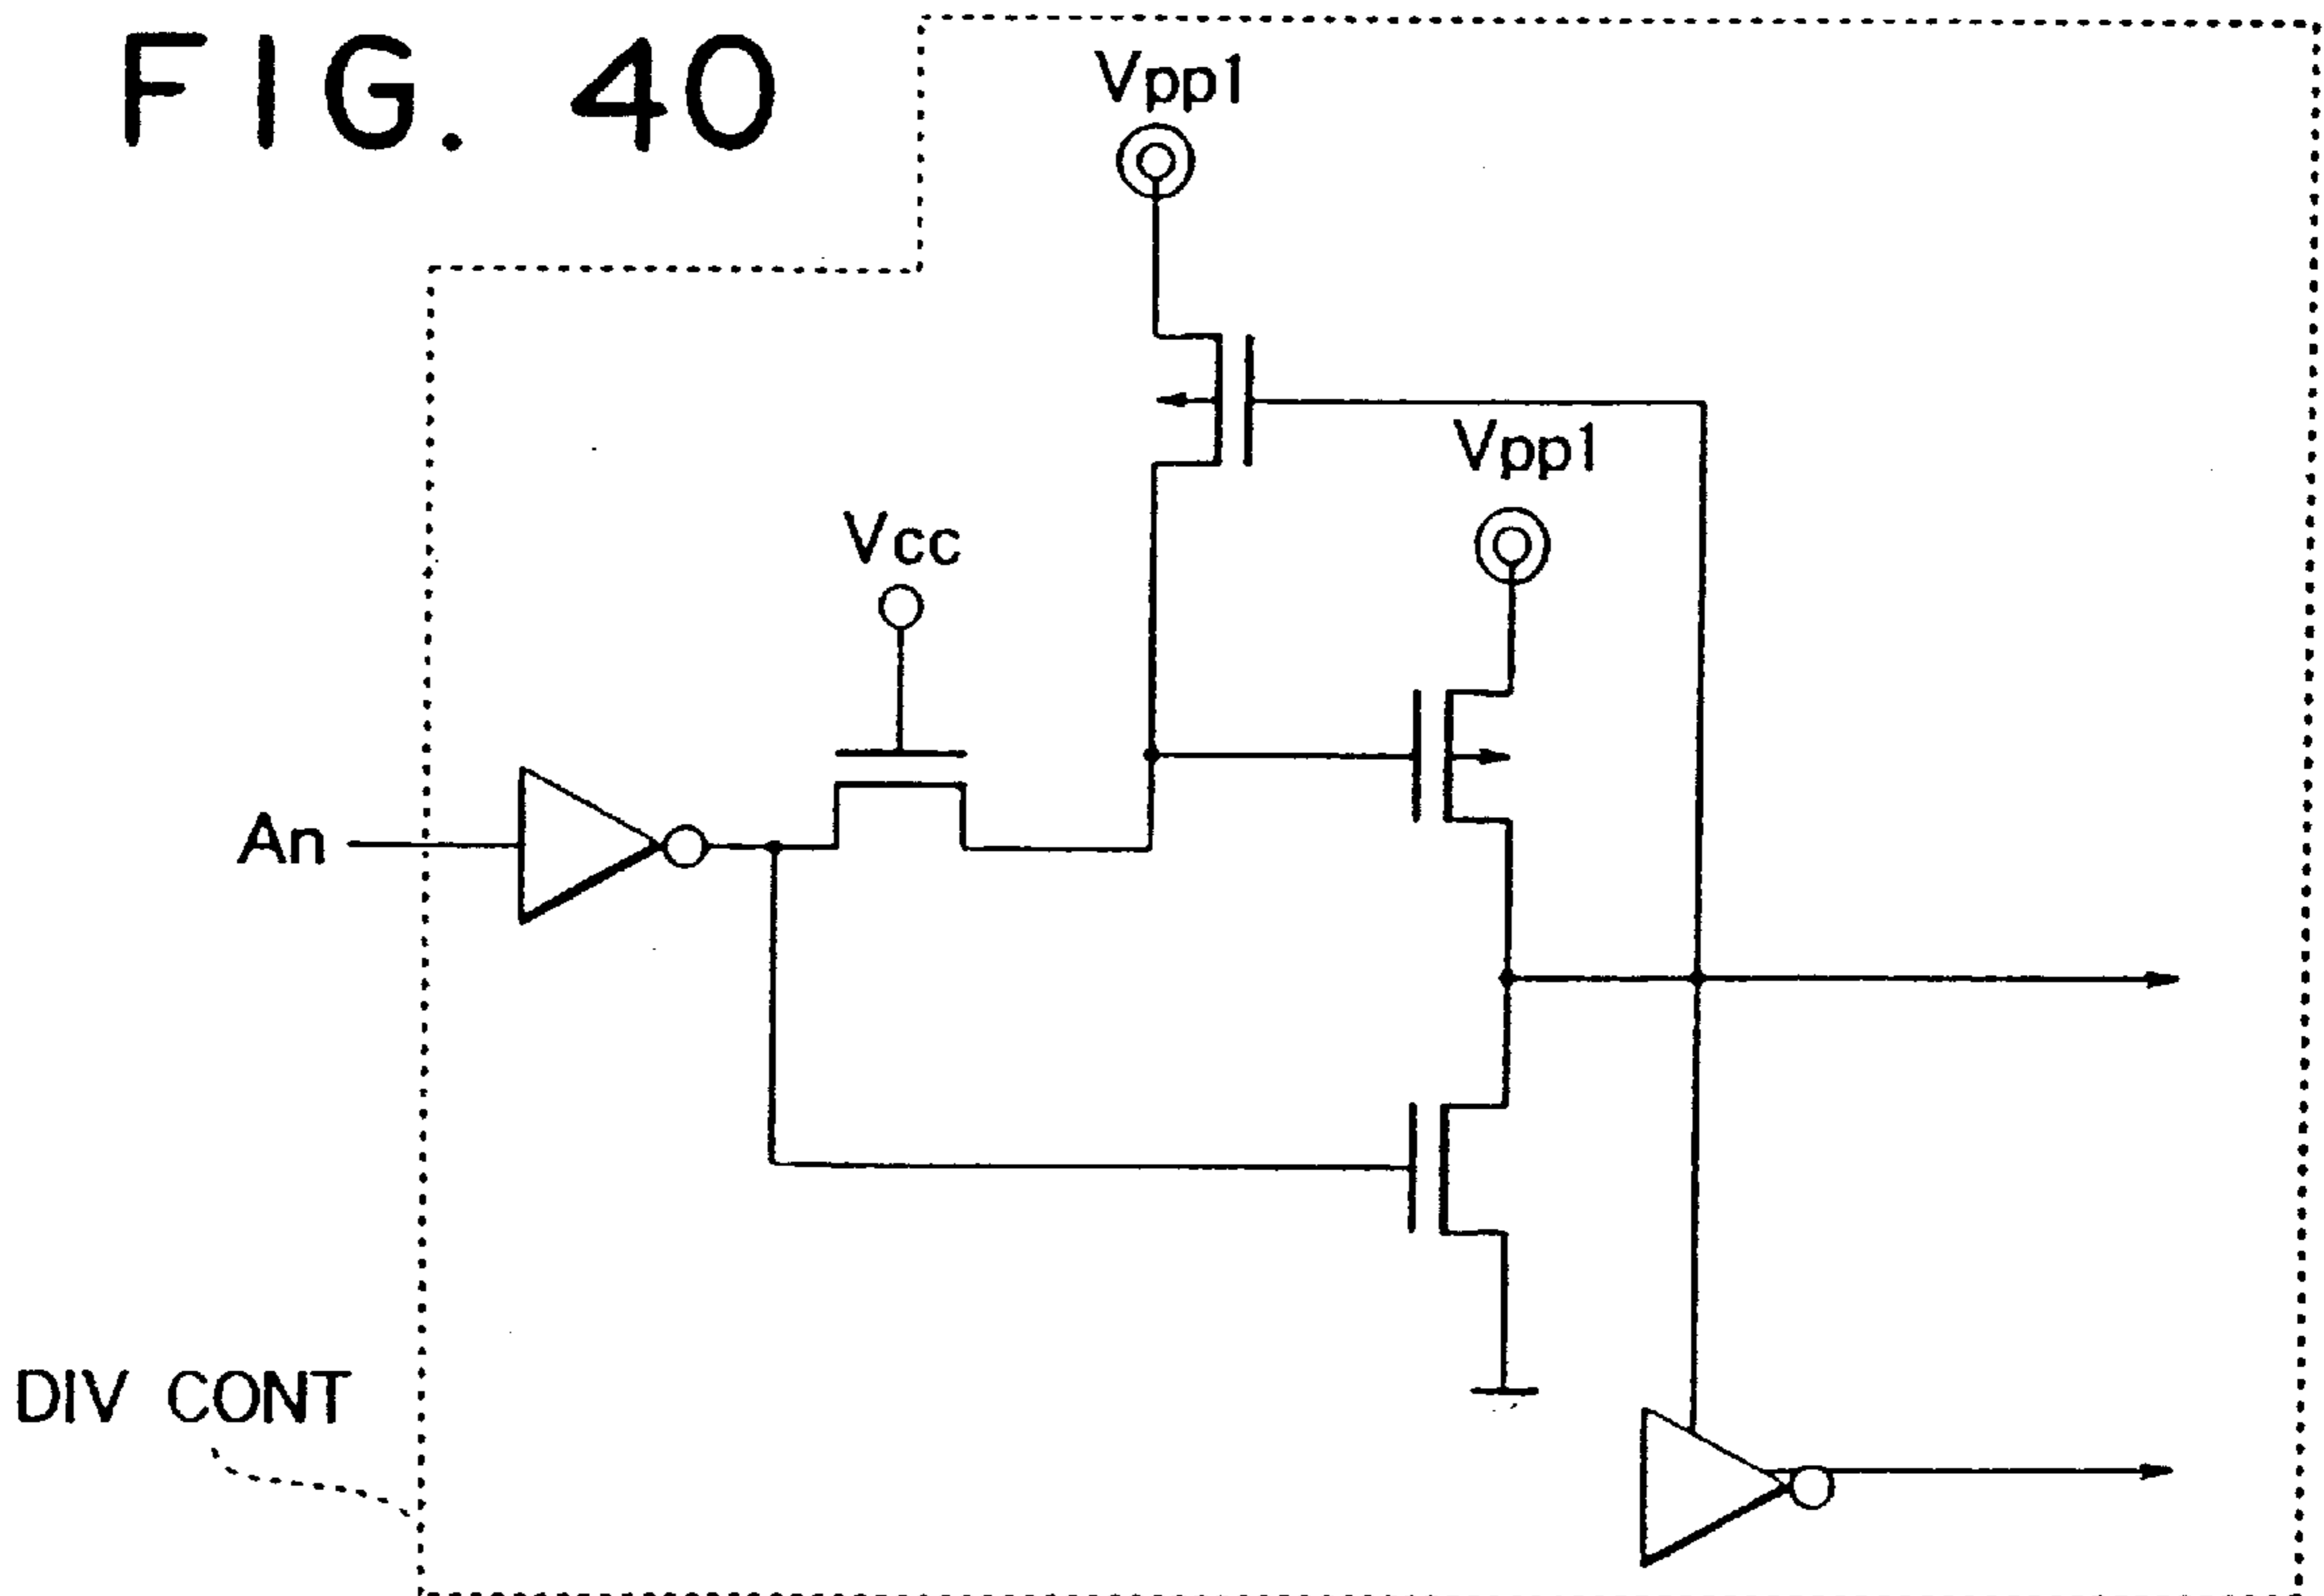 FIG. 40
Vpp1
Vpp1
Vcc
An
DIV CONT